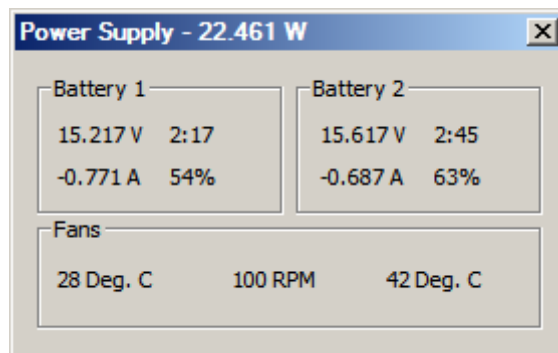 Power Supply - 22.461 W
Battery 1
15.217 V 2:17
-0.771 A 54%
Battery 2
15.617 V 2:45
-0.687 A 63%
Fans
28 Deg. C 100 RPM 42 Deg. C